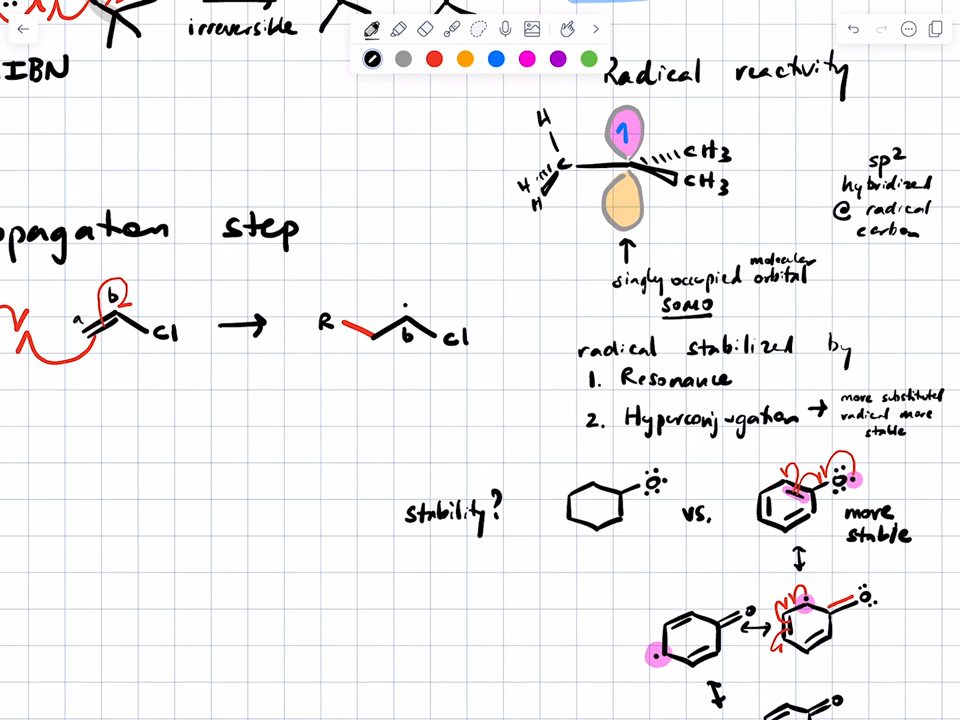 irreversible
IBN
Radical reactivity
H
H
H
C
1
CH3
CH3
sp2
hybridized
@ radical
carbon
opagation step
singly occupied molecular orbital
SOMO
a
b
Cl
R
b
Cl
radical stabilized by
1. Resonance
2. Hyperconjugation → more substituted
radical more
stable
stability?
O
vs.
O
more
stable
O
O
O